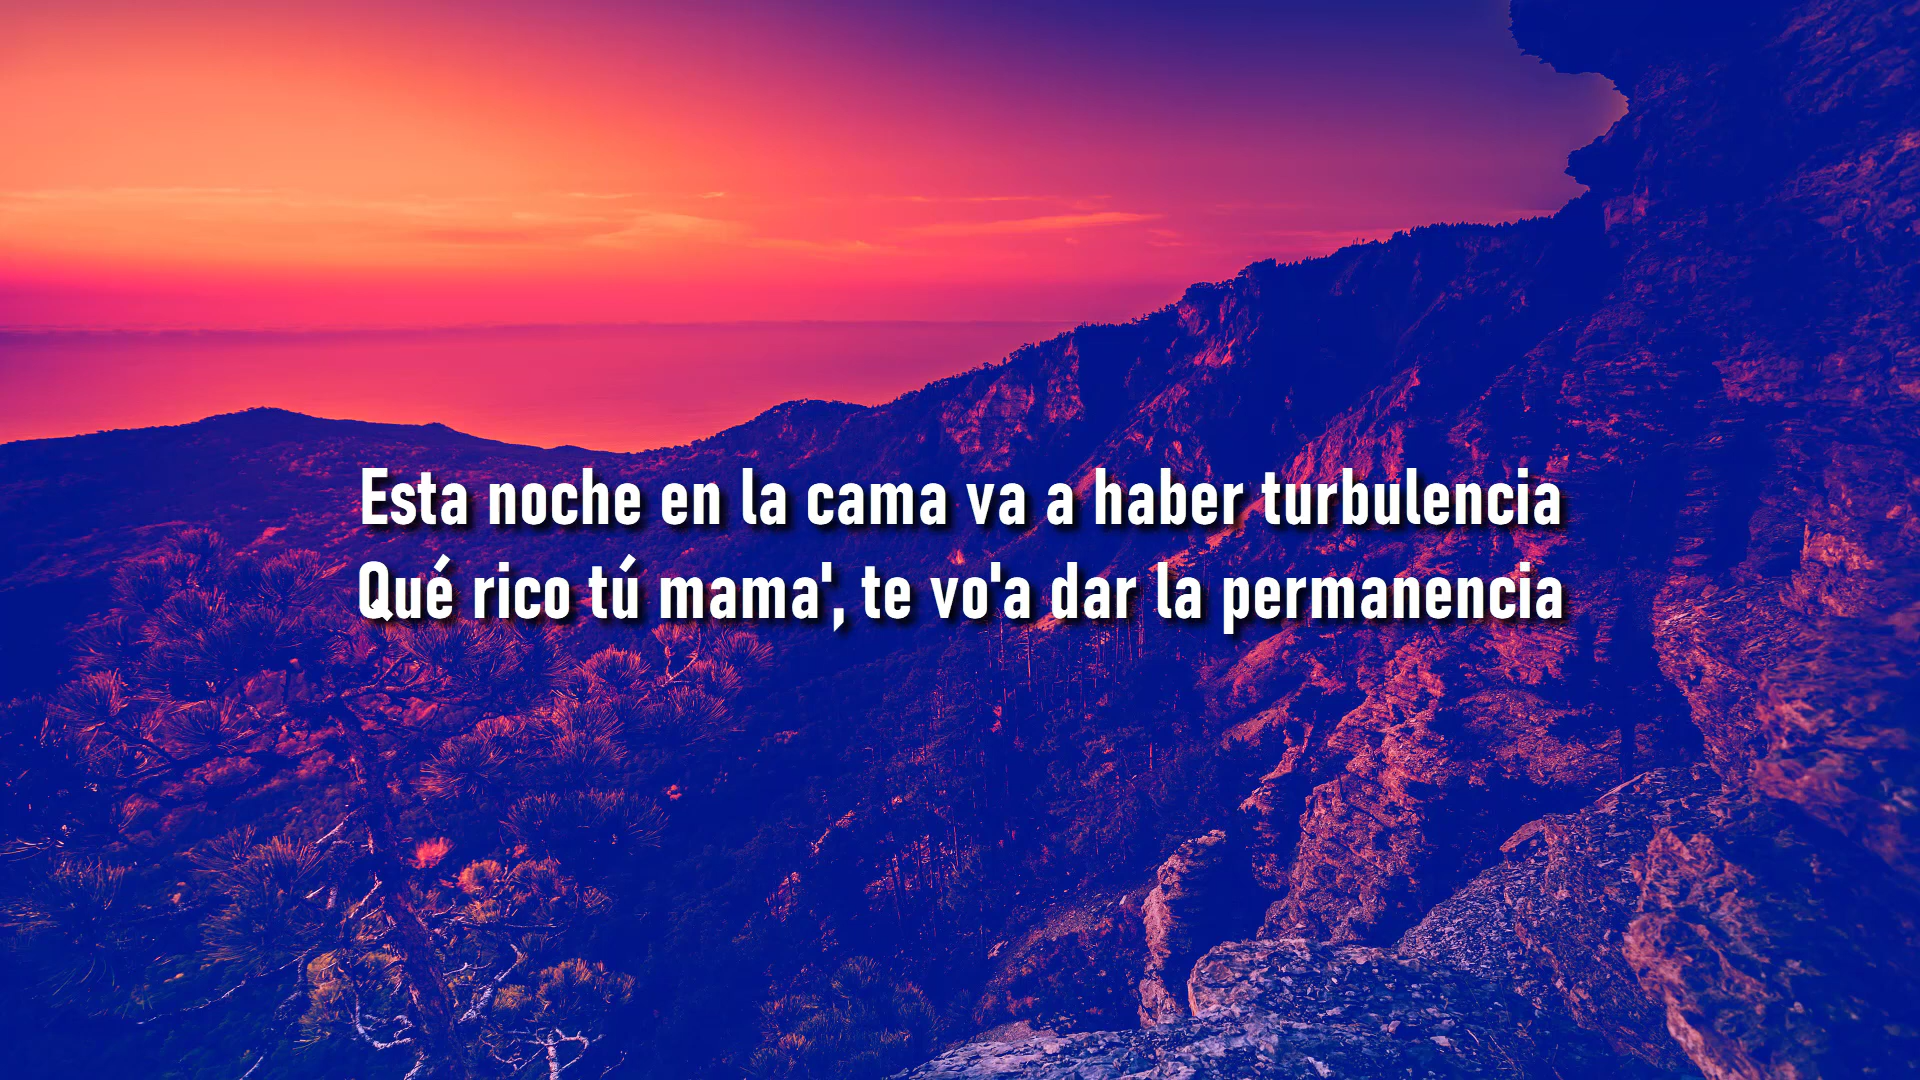 Esta noche en la cama va a haber turbulencia
Qué rico tú mama', te vo'a dar la permanencia